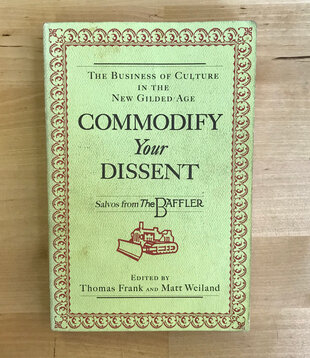 The Business of Culture
in the
New Gilded Age
COMMODIFY
Your
DISSENT
Salvos from The BAFFLER
Edited by
Thomas Frank and Matt Weiland